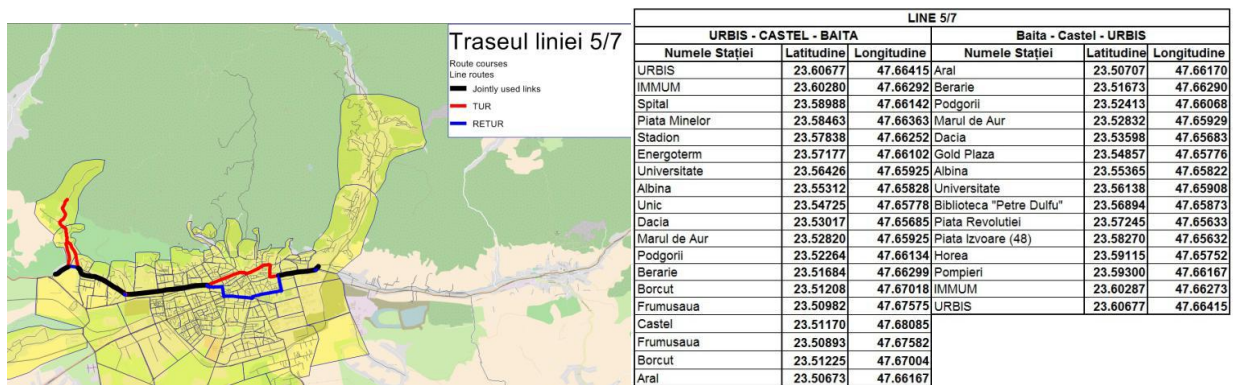 Traseul liniei 5/7
Route courses
Line routes
Jointly used links
TUR
RETUR
LINE 5/7
URBIS - CASTEL - BAITA Baita - Castel - URBIS
Numele Stației Latitudine Longitudine Numele Stației Latitudine Longitudine
URBIS 23.60677 47.66415 Aral 23.50707 47.66170
IMMUM 23.60280 47.66292 Berarie 23.51673 47.66290
Spital 23.58988 47.66142 Podgorii 23.52413 47.66068
Piata Minelor 23.58463 47.66363 Marul de Aur 23.52832 47.65929
Stadion 23.57838 47.66252 Dacia 23.53598 47.65683
Energoterm 23.57177 47.66102 Gold Plaza 23.54857 47.65776
Universitate 23.56426 47.65925 Albina 23.55365 47.65822
Albina 23.55312 47.65828 Universitate 23.56138 47.65908
Unic 23.54725 47.65778 Biblioteca "Petre Dulfu" 23.56894 47.65873
Dacia 23.53017 47.65685 Piata Revolutiei 23.57245 47.65633
Marul de Aur 23.52820 47.65925 Piata Izvoare (48) 23.58270 47.65632
Podgorii 23.52264 47.66134 Horea 23.59115 47.65752
Berarie 23.51684 47.66299 Pompieri 23.59300 47.66167
Borcut 23.51208 47.67018 IMMUM 23.60287 47.66273
Frumusaua 23.50982 47.67575 URBIS 23.60677 47.66415
Castel 23.51170 47.68085
Frumusaua 23.50893 47.67582
Borcut 23.51225 47.67004
Aral 23.50673 47.66167